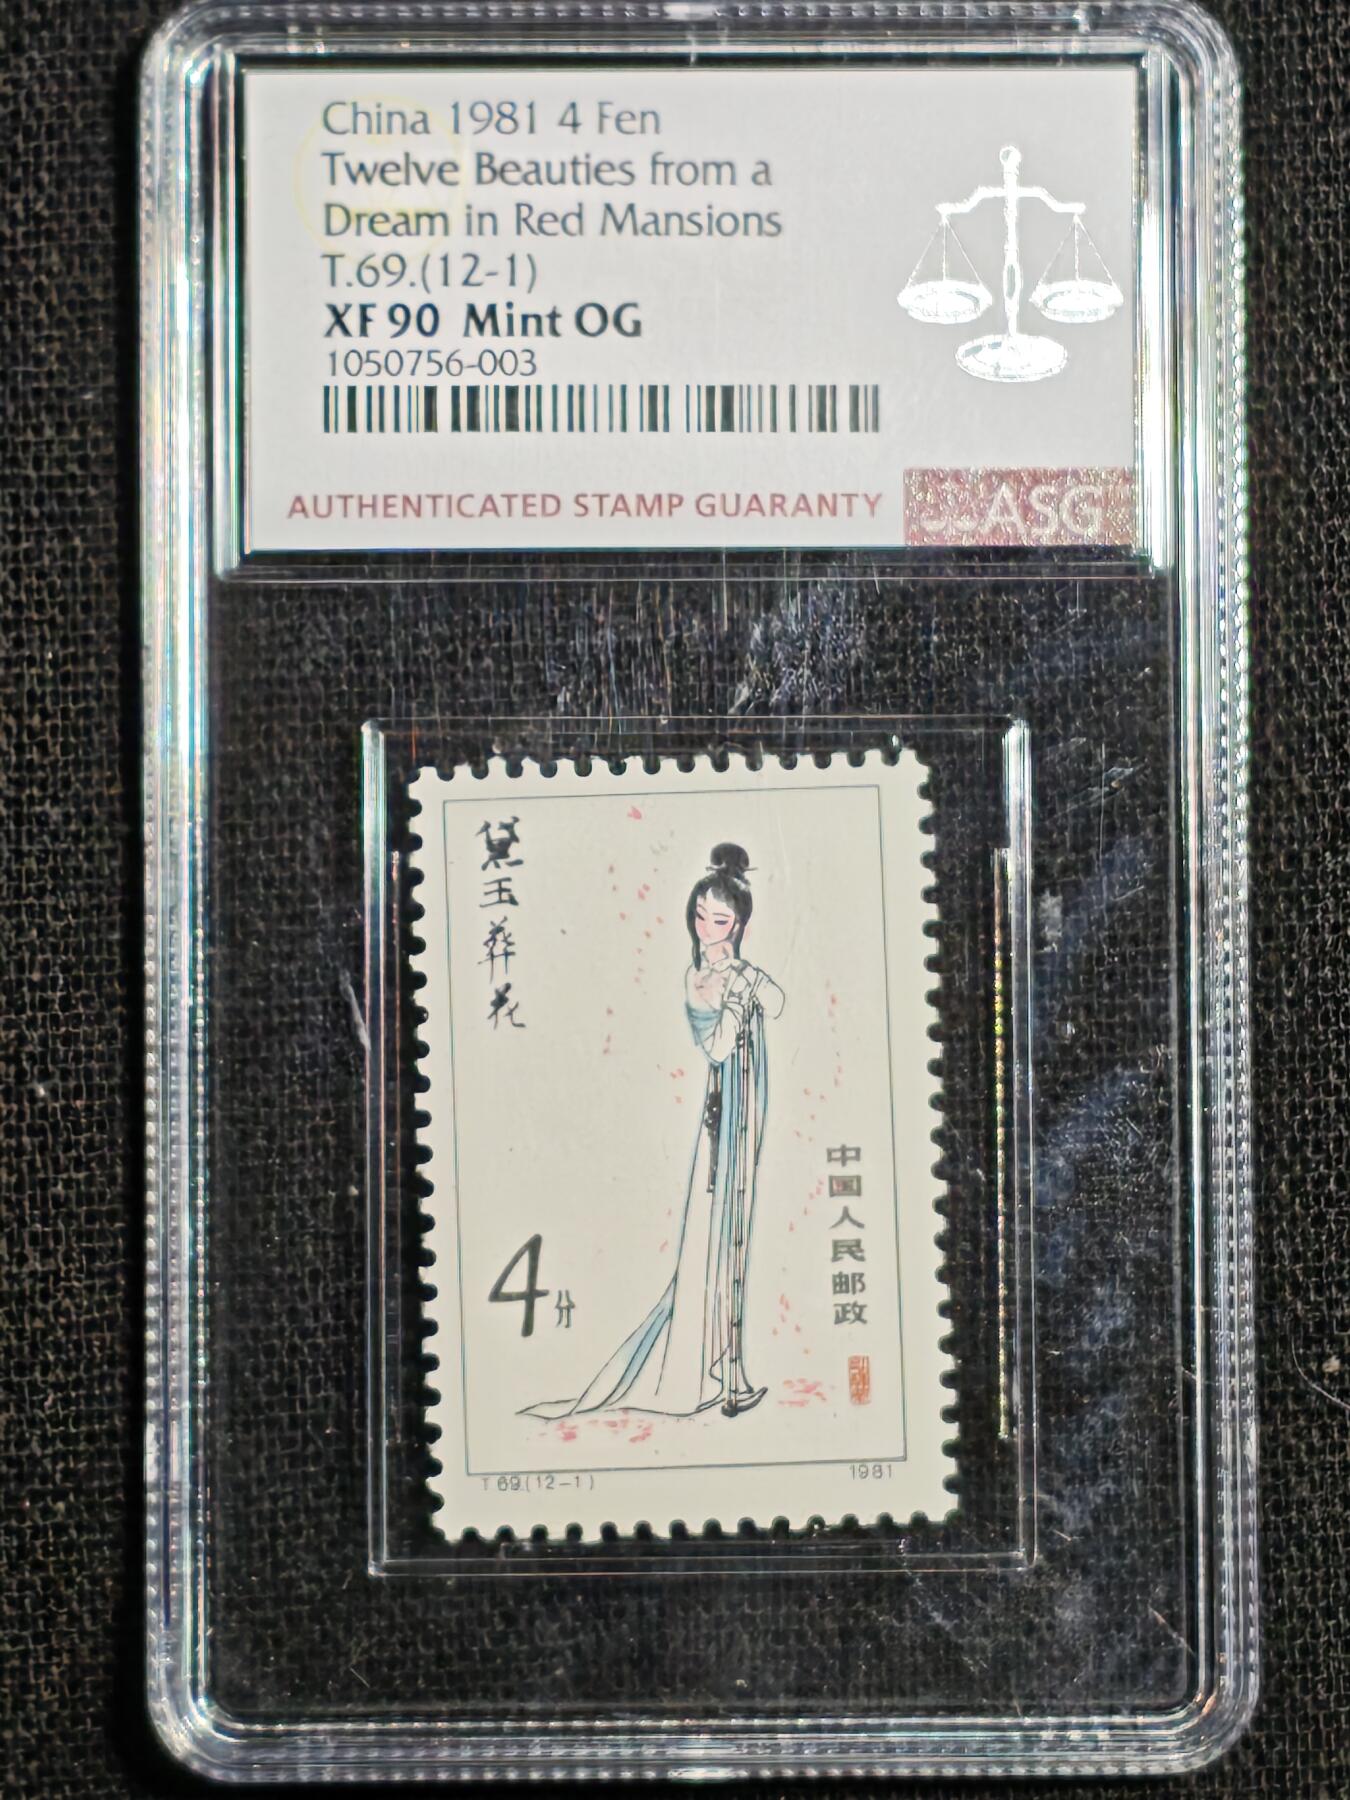 China 1981 4 Fen
Twelve Beauties from a
Dream in Red Mansions
T.69.(12-1)
XF 90 Mint OG
1050756-003
AUTHENTICATED STAMP GUARANTY
ASG
黛玉葬花
4分
中国人民邮政
T 69.(12-1)
1981